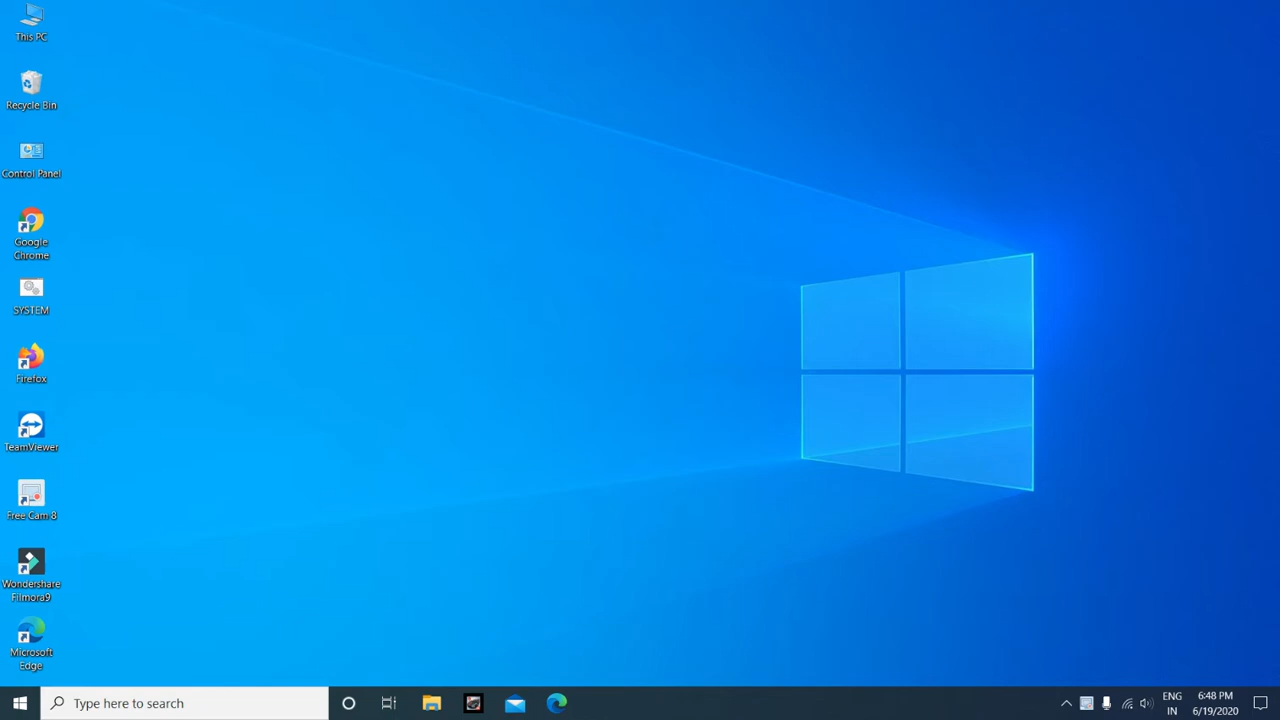 This PC
Recycle Bin
Control Panel
Google
Chrome
SYSTEM
Firefox
TeamViewer
Free Cam 8
Wondershare
Filmora9
Microsoft
Edge
Type here to search
ENG
IN
6:48 PM
6/19/2020